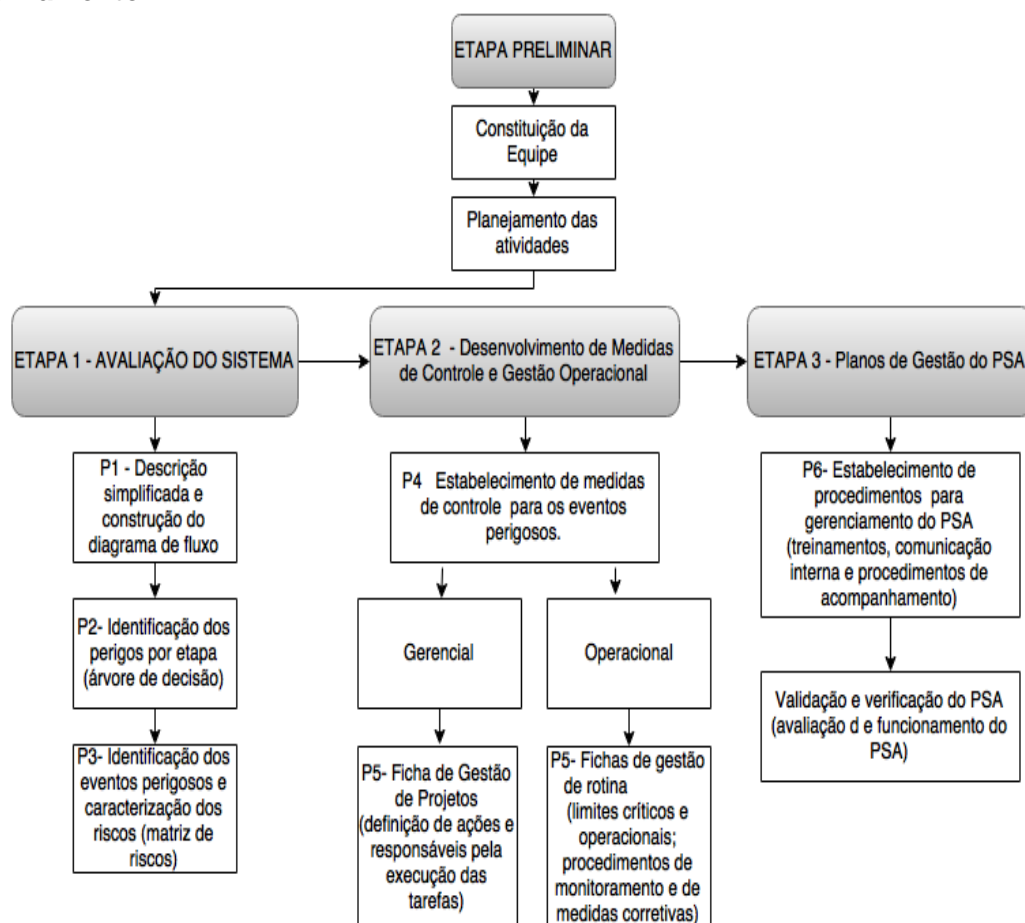 ETAPA PRELIMINAR
Constituição da
Equipe
Planejamento das
atividades
ETAPA 1 - AVALIAÇÃO DO SISTEMA
ETAPA 2 - Desenvolvimento de Medidas
de Controle e Gestão Operacional
ETAPA 3 - Planos de Gestão do PSA
P1 - Descrição
simplificada e
construção do
diagrama de fluxo
P2- Identificação dos
perigos por etapa
(árvore de decisão)
P3- Identificação dos
eventos perigosos e
caracterização dos
riscos (matriz de
riscos)
P4 Estabelecimento de medidas
de controle para os eventos
perigosos.
Gerencial
Operacional
P5- Ficha de Gestão
de Projetos
(definição de ações e
responsáveis pela
execução das
tarefas)
P5- Fichas de gestão
de rotina
(limites críticos e
operacionais;
procedimentos de
monitoramento e de
medidas corretivas)
P6- Estabelecimento de
procedimentos para
gerenciamento do PSA
(treinamentos, comunicação
interna e procedimentos de
acompanhamento)
Validação e verificação do PSA
(avaliação d e funcionamento do
PSA)